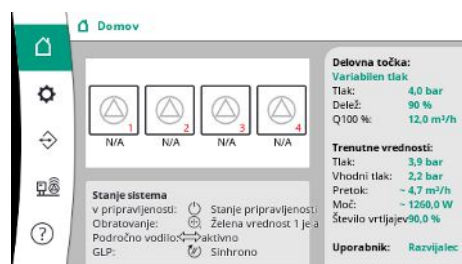 Domov
1
2
3
4
N/A
N/A
N/A
N/A
Stanje sistema
v pripravljenosti: Stanje pripravljenosti
Obratovanje: Želena vrednost 1 je a
Področno vodilo: aktivno
GLP: Sinhrono
Delovna točka:
Variabilen tlak
Tlak: 4,0 bar
Delež: 90 %
Q100 %: 12,0 m³/h
Trenutne vrednosti:
Tlak: 3,9 bar
Vhodni tlak: 2,2 bar
Pretok: ~ 4,7 m³/h
Moč: ~ 1260,0 W
Število vrtljajev 90,0 %
Uporabnik: Razvijalec